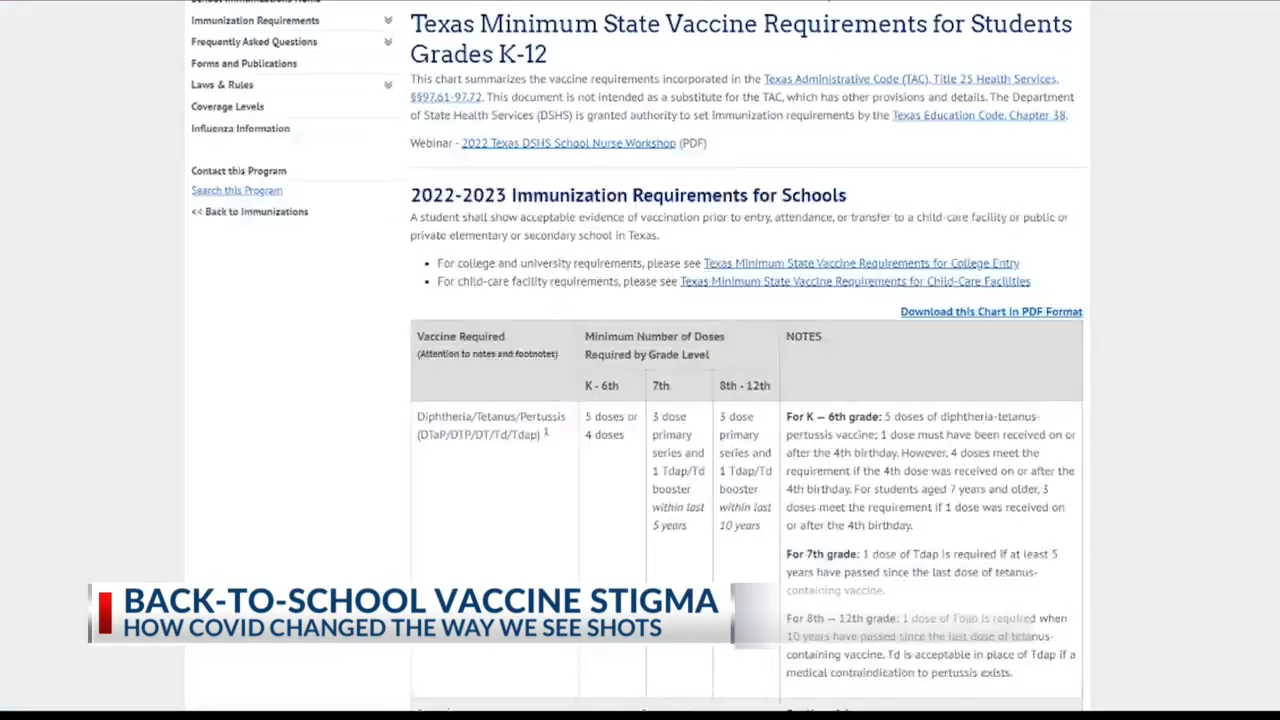 School Immunizations Home
Immunization Requirements
Frequently Asked Questions
Forms and Publications
Laws & Rules
Coverage Levels
Influenza Information
Contact this Program
Search this Program
<< Back to Immunizations
Texas Minimum State Vaccine Requirements for Students
Grades K-12
This chart summarizes the vaccine requirements incorporated in the Texas Administrative Code (TAC), Title 25 Health Services,
§§97.61-97.72. This document is not intended as a substitute for the TAC, which has other provisions and details. The Department
of State Health Services (DSHS) is granted authority to set immunization requirements by the Texas Education Code, Chapter 38.
Webinar - 2022 Texas DSHS School Nurse Workshop (PDF)
2022-2023 Immunization Requirements for Schools
A student shall show acceptable evidence of vaccination prior to entry, attendance, or transfer to a child-care facility or public or
private elementary or secondary school in Texas.
• For college and university requirements, please see Texas Minimum State Vaccine Requirements for College Entry
• For child-care facility requirements, please see Texas Minimum State Vaccine Requirements for Child-Care Facilities
Download this Chart in PDF Format
Vaccine Required
(Attention to notes and footnotes)
Minimum Number of Doses
Required by Grade Level
NOTES
K - 6th
7th
8th - 12th
Diphtheria/Tetanus/Pertussis
(DTaP/DTP/DT/Td/Tdap) 1
5 doses or
4 doses
3 dose
primary
series and
1 Tdap/Td
booster
within last
5 years
3 dose
primary
series and
1 Tdap/Td
booster
within last
10 years
For K – 6th grade: 5 doses of diphtheria-tetanus-
pertussis vaccine; 1 dose must have been received on or
after the 4th birthday. However, 4 doses meet the
requirement if the 4th dose was received on or after the
4th birthday. For students aged 7 years and older, 3
doses meet the requirement if 1 dose was received on
or after the 4th birthday.
For 7th grade: 1 dose of Tdap is required if at least 5
years have passed since the last dose of tetanus-
containing vaccine.
For 8th – 12th grade: 1 dose of Tdap is required when
10 years have passed since the last dose of tetanus-
containing vaccine. Td is acceptable in place of Tdap if a
medical contraindication to pertussis exists.
BACK-TO-SCHOOL VACCINE STIGMA
HOW COVID CHANGED THE WAY WE SEE SHOTS